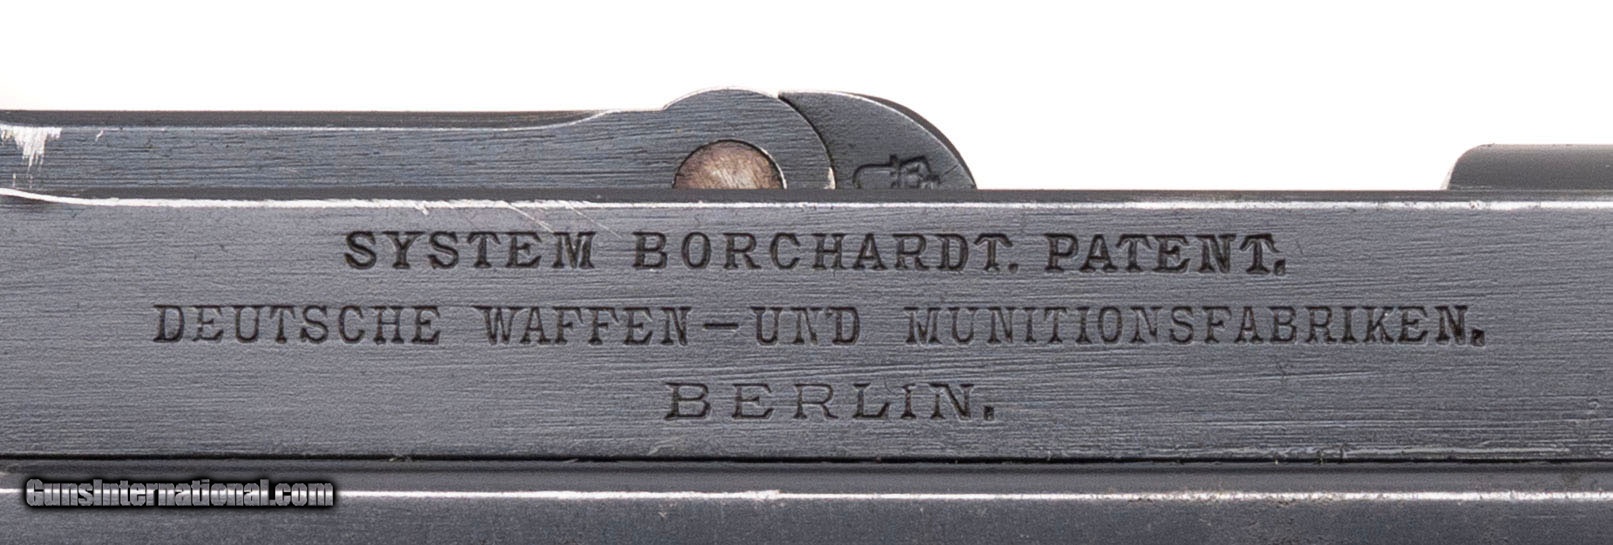 SYSTEM BORCHARDT. PATENT.
DEUTSCHE WAFFEN-UND MUNITIONSFABRIKEN.
BERLIN.
GunsInternational.com